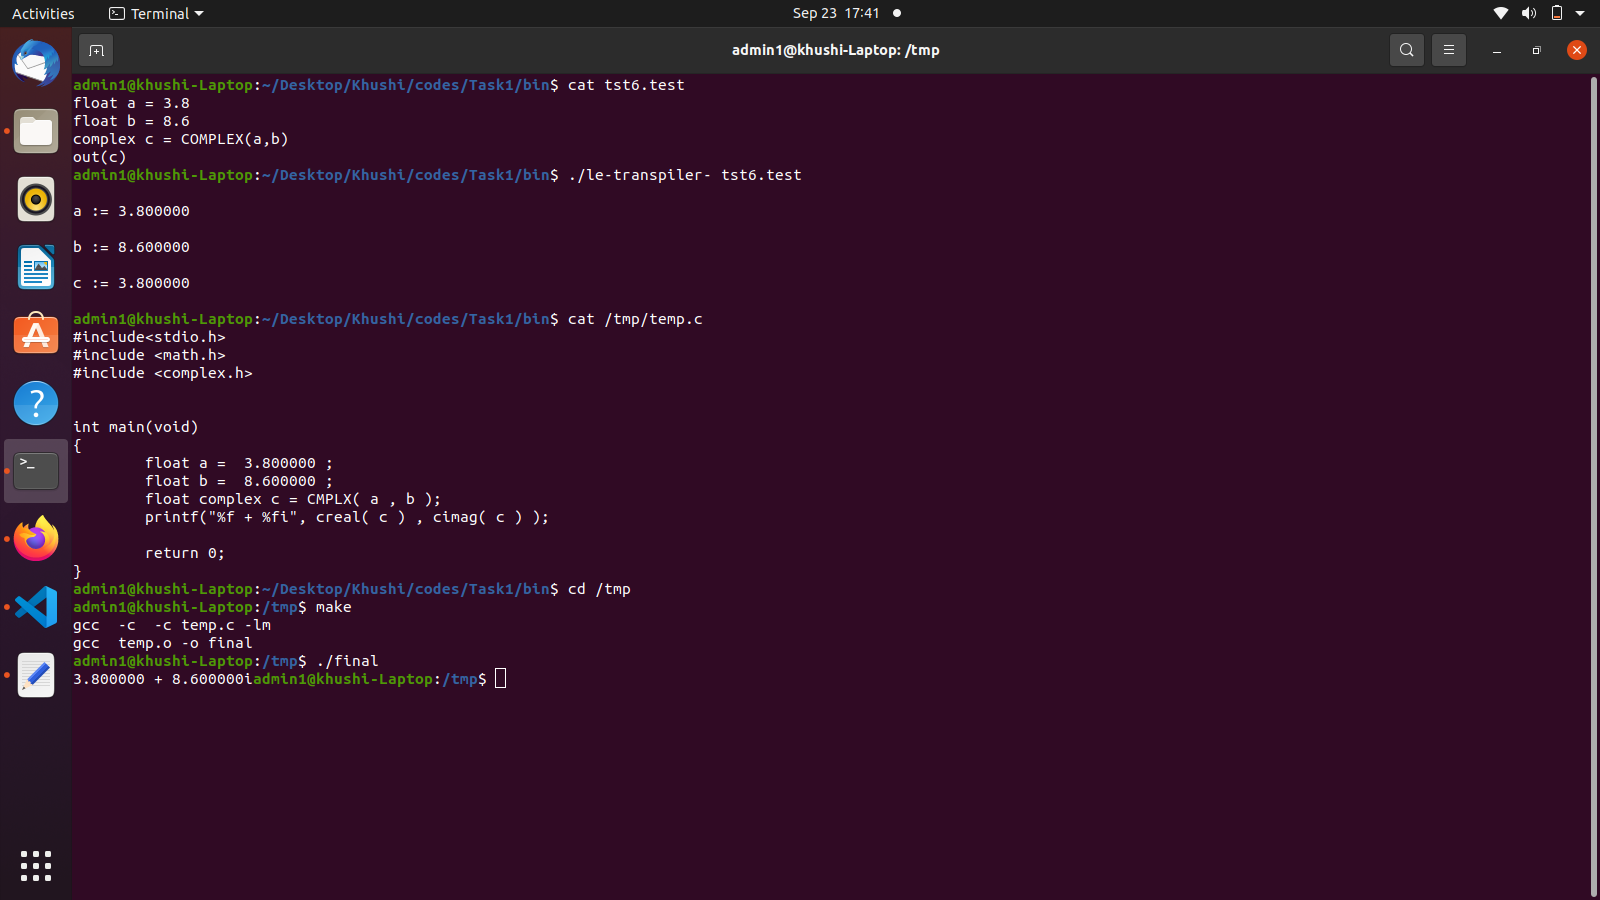 Activities Terminal Sep 23 17:41
admin1@khushi-Laptop: /tmp
admin1@khushi-Laptop:~/Desktop/Khushi/codes/Task1/bin$ cat tst6.test
float a = 3.8
float b = 8.6
complex c = COMPLEX(a,b)
out(c)
admin1@khushi-Laptop:~/Desktop/Khushi/codes/Task1/bin$ ./le-transpiler- tst6.test
a := 3.800000
b := 8.600000
c := 3.800000
admin1@khushi-Laptop:~/Desktop/Khushi/codes/Task1/bin$ cat /tmp/temp.c
#include<stdio.h>
#include <math.h>
#include <complex.h>
int main(void)
{
float a =  3.800000 ;
float b =  8.600000 ;
float complex c = CMPLX( a , b );
printf("%f + %fi", creal( c ) , cimag( c ) );
return 0;
}
admin1@khushi-Laptop:~/Desktop/Khushi/codes/Task1/bin$ cd /tmp
admin1@khushi-Laptop:/tmp$ make
gcc  -c  -c temp.c -lm
gcc  temp.o -o final
admin1@khushi-Laptop:/tmp$ ./final
3.800000 + 8.600000iadmin1@khushi-Laptop:/tmp$